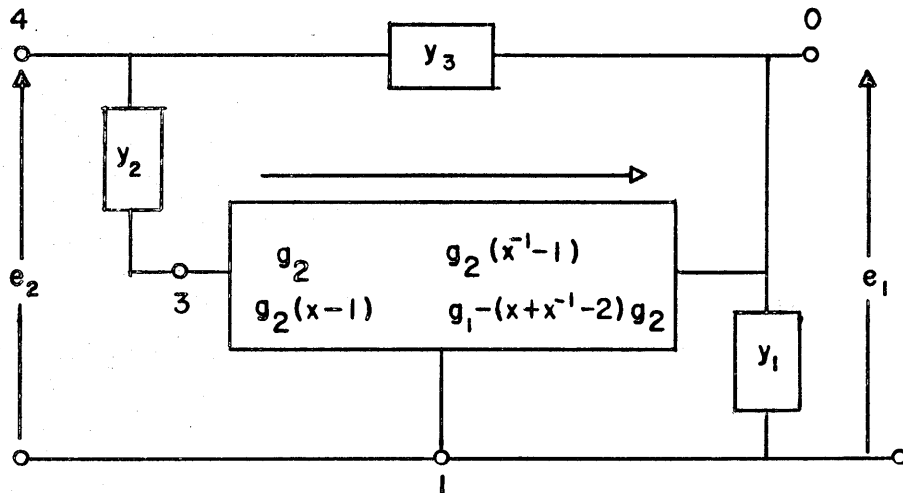 4 0
y₃
y₂
g₂ g₂(x⁻¹-1)
e₂ e₁
3 g₂(x-1) g₁-(x+x⁻¹-2)g₂
y₁
1